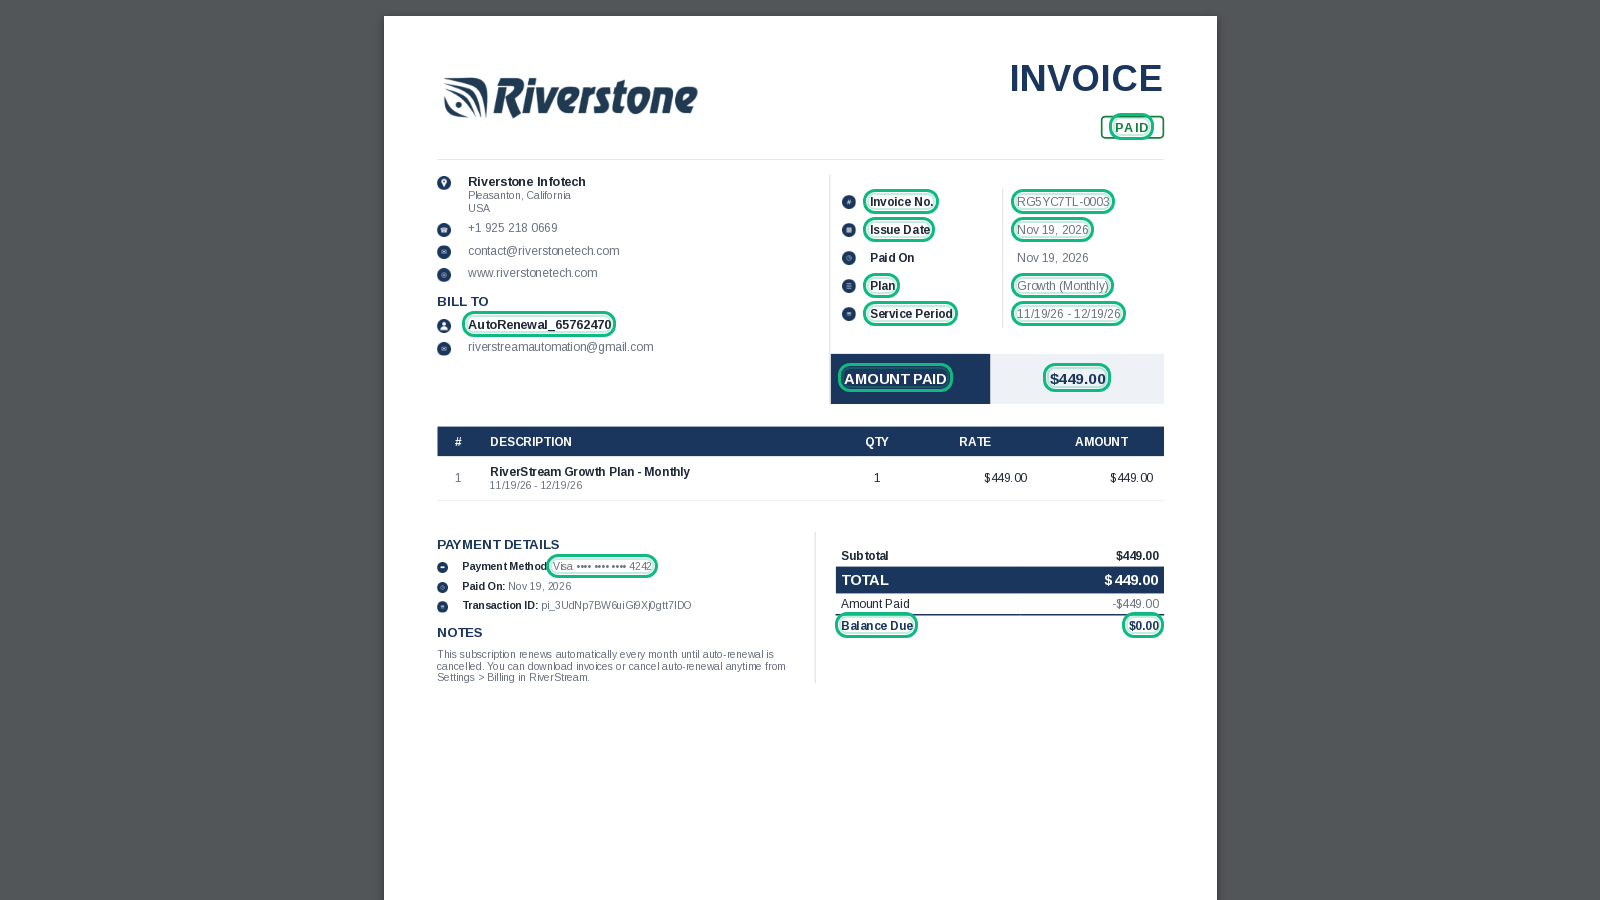 Riverstone
INVOICE
PAID
Riverstone Infotech
Pleasanton, California
USA
+1 925 218 0669
contact@riverstonetech.com
www.riverstonetech.com
BILL TO
AutoRenewal_65762470
riverstreamautomation@gmail.com
Invoice No. RG5YC7TL-0003
Issue Date Nov 19, 2026
Paid On Nov 19, 2026
Plan Growth (Monthly)
Service Period 11/19/26 - 12/19/26
AMOUNT PAID $449.00
# DESCRIPTION QTY RATE AMOUNT
1 RiverStream Growth Plan - Monthly 1 $449.00 $449.00
11/19/26 - 12/19/26
PAYMENT DETAILS
Payment Method Visa •••• •••• •••• 4242
Paid On: Nov 19, 2026
Transaction ID: pi_3UdNp7BW6uiGi9Xj0gtt7IDO
NOTES
This subscription renews automatically every month until auto-renewal is
cancelled. You can download invoices or cancel auto-renewal anytime from
Settings > Billing in RiverStream.
Subtotal $449.00
TOTAL $449.00
Amount Paid -$449.00
Balance Due $0.00